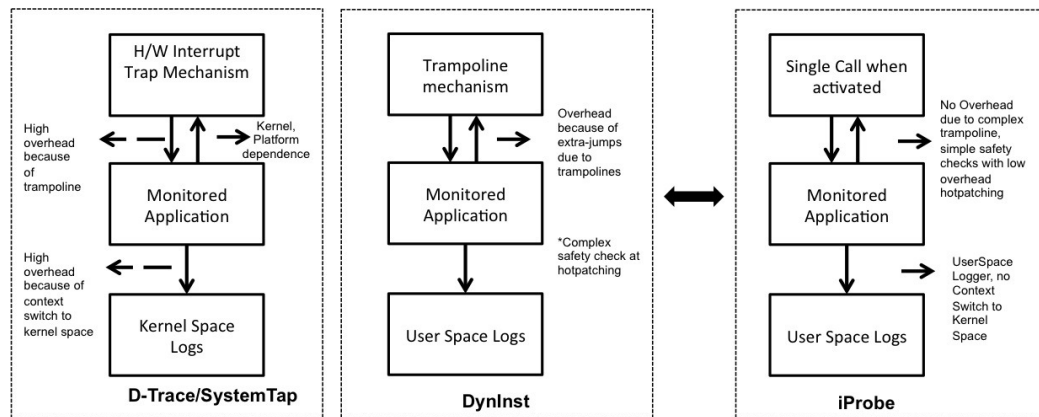 H/W Interrupt
Trap Mechanism
High
overhead
because
of
trampoline
Kernel,
Platform
dependence
Monitored
Application
High
overhead
because of
context
switch to
kernel space
Kernel Space
Logs
D-Trace/SystemTap
Trampoline
mechanism
Overhead
because of
extra-jumps
due to
trampolines
Monitored
Application
*Complex
safety check at
hotpatching
User Space Logs
DynInst
Single Call when
activated
No Overhead
due to complex
trampoline,
simple safety
checks with low
overhead
hotpatching
Monitored
Application
UserSpace
Logger, no
Context
Switch to
Kernel
Space
User Space Logs
iProbe